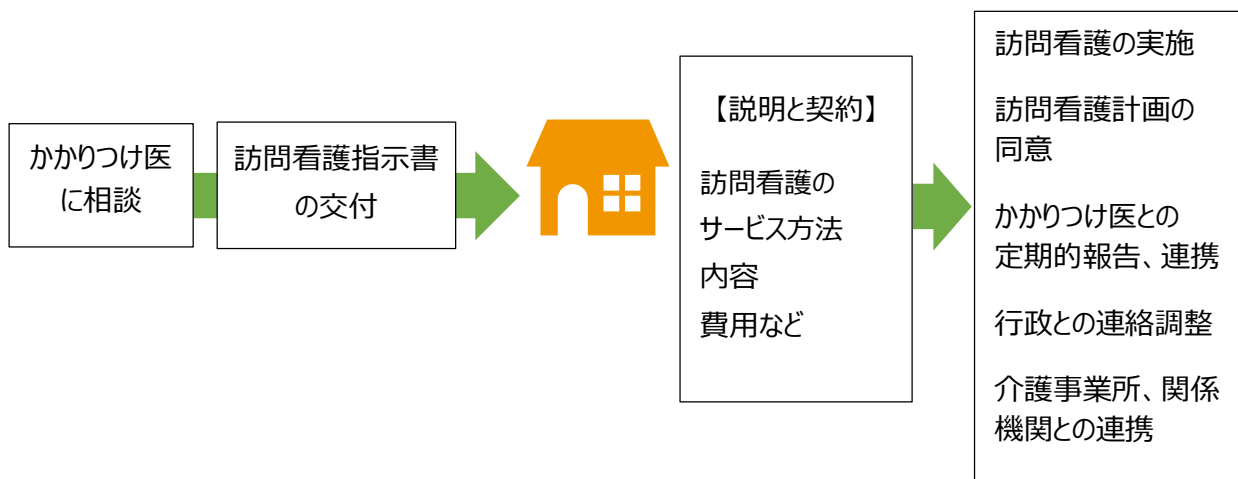 かかりつけ医
に相談
訪問看護指示書
の交付
【説明と契約】
訪問看護の
サービス方法
内容
費用など
訪問看護の実施
訪問看護計画の
同意
かかりつけ医との
定期的報告、連携
行政との連絡調整
介護事業所、関係
機関との連携